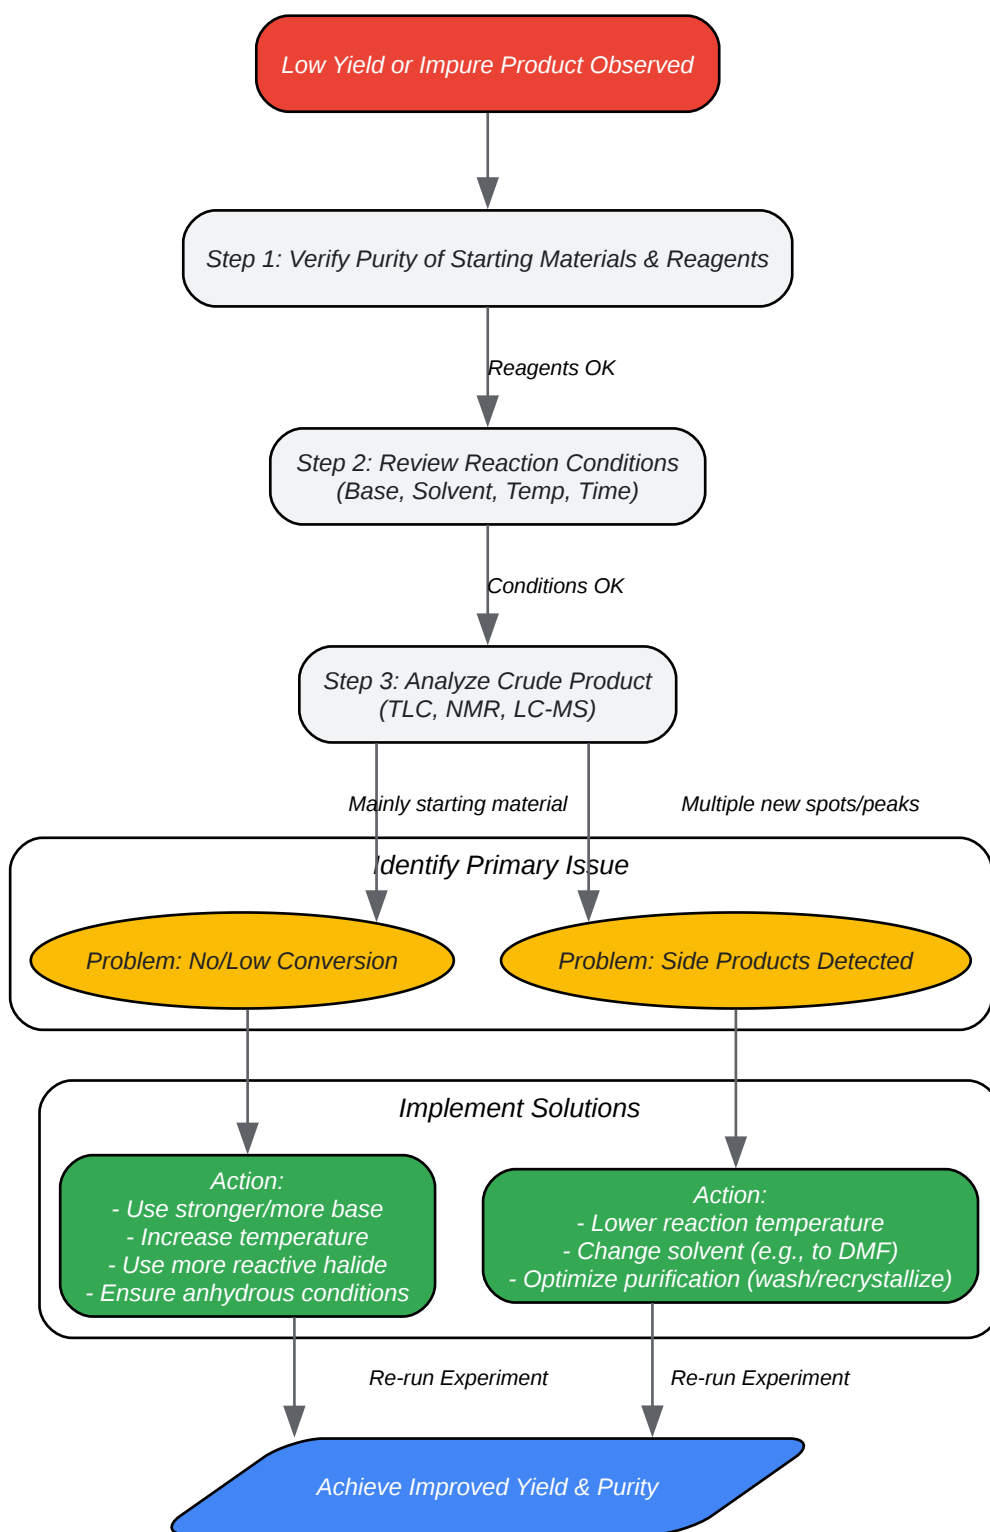 Low Yield or Impure Product Observed
Step 1: Verify Purity of Starting Materials & Reagents
Reagents OK
Step 2: Review Reaction Conditions
(Base, Solvent, Temp, Time)
Conditions OK
Step 3: Analyze Crude Product
(TLC, NMR, LC-MS)
Mainly starting material
Multiple new spots/peaks
Identify Primary Issue
Problem: No/Low Conversion
Problem: Side Products Detected
Implement Solutions
Action:
- Use stronger/more base
- Increase temperature
- Use more reactive halide
- Ensure anhydrous conditions
Action:
- Lower reaction temperature
- Change solvent (e.g., to DMF)
- Optimize purification (wash/recrystallize)
Re-run Experiment
Re-run Experiment
Achieve Improved Yield & Purity